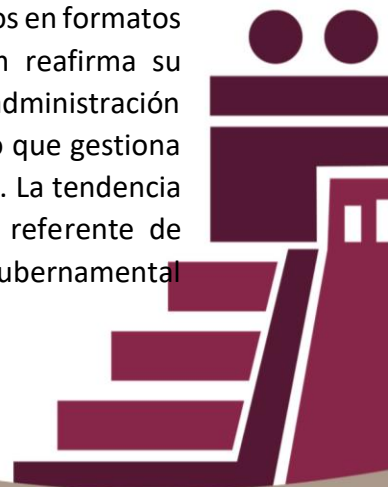 os en formatos
n reafirma su
dministración
o que gestiona
. La tendencia
referente de
ubernamental